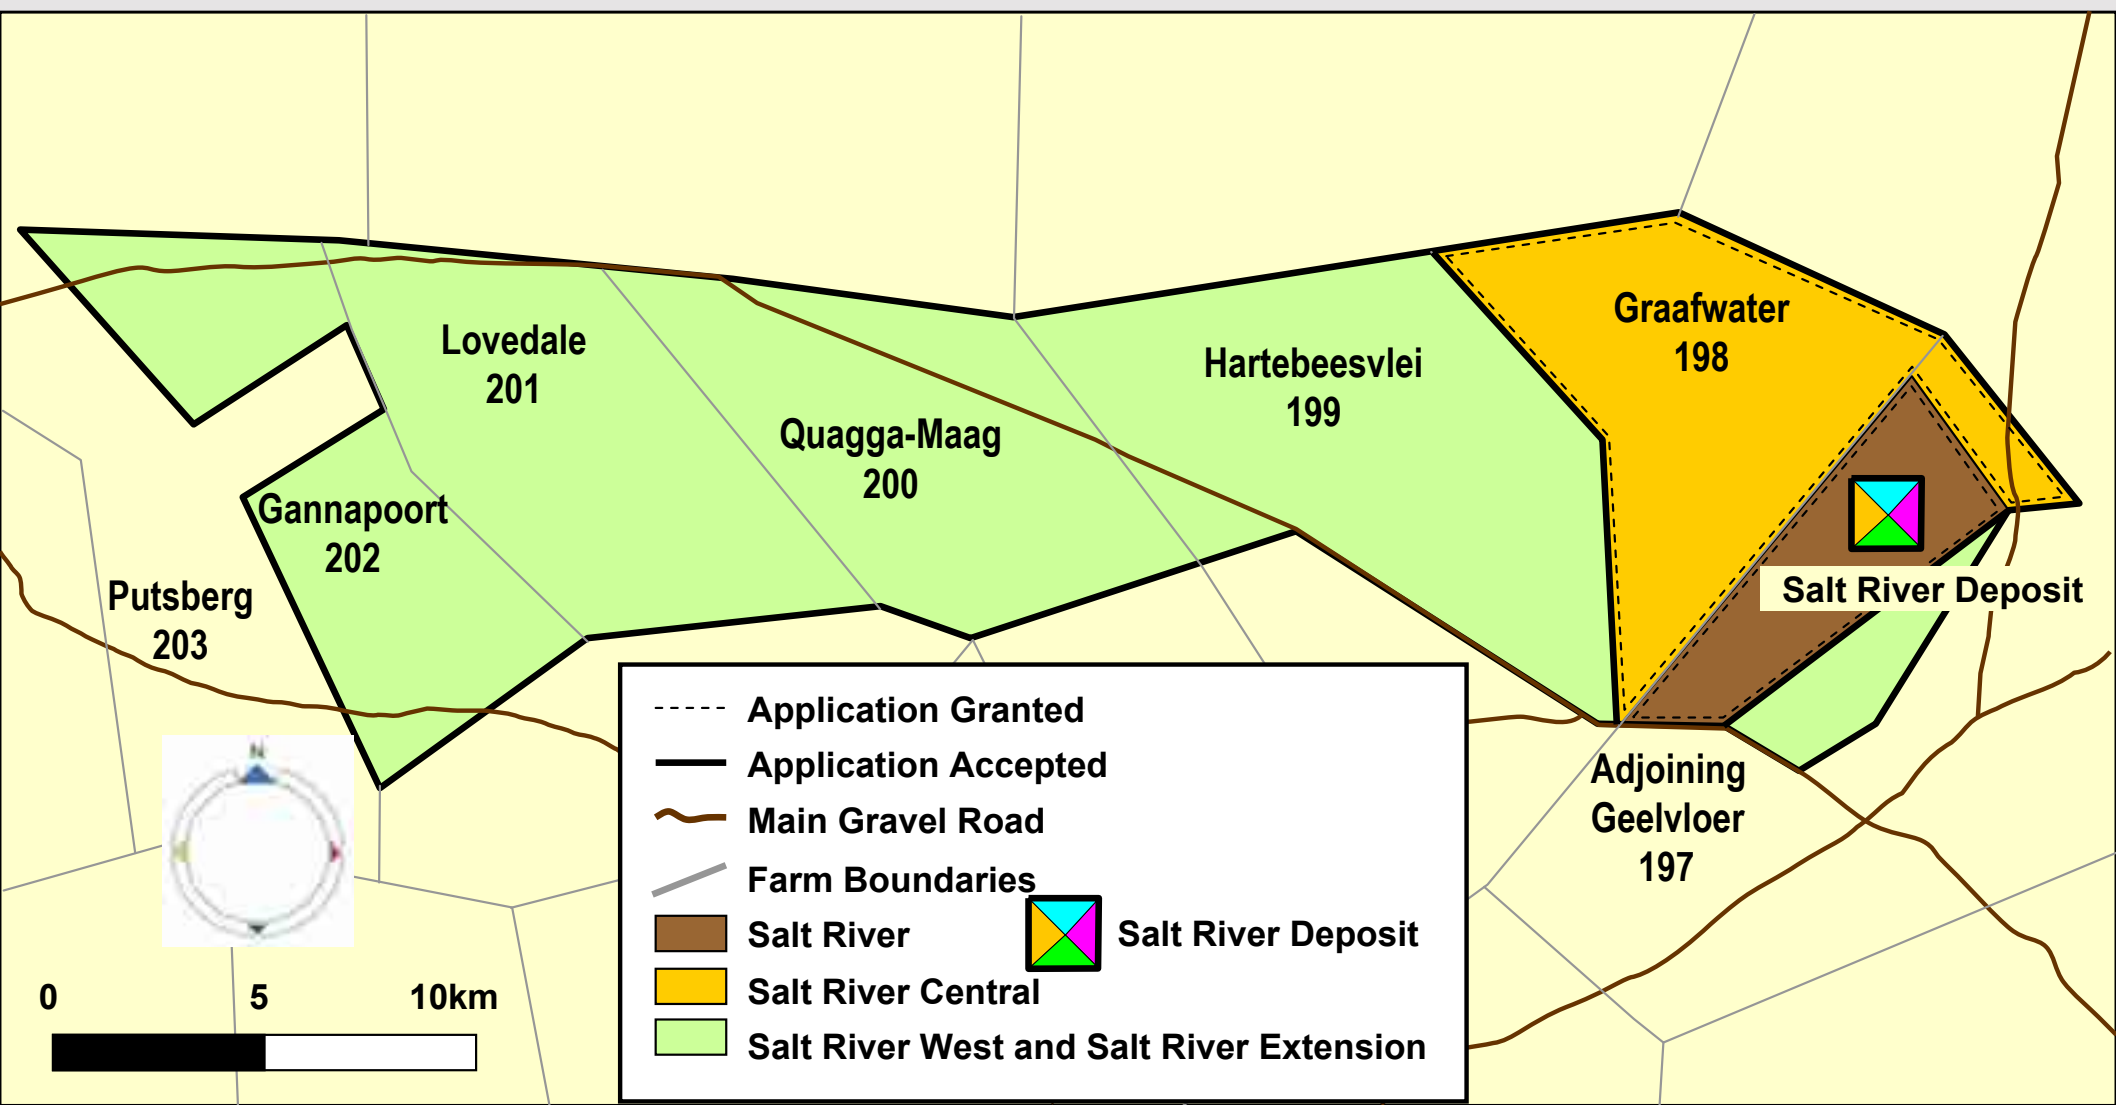 Graafwater
198
Lovedale
201
Hartebeesvlei
199
Quagga-Maag
200
Gannapoort
202
Putsberg
203
Salt River Deposit
Adjoining
Geelvloer
197
N
0 5 10km
Application Granted
Application Accepted
Main Gravel Road
Farm Boundaries
Salt River
Salt River Deposit
Salt River Central
Salt River West and Salt River Extension